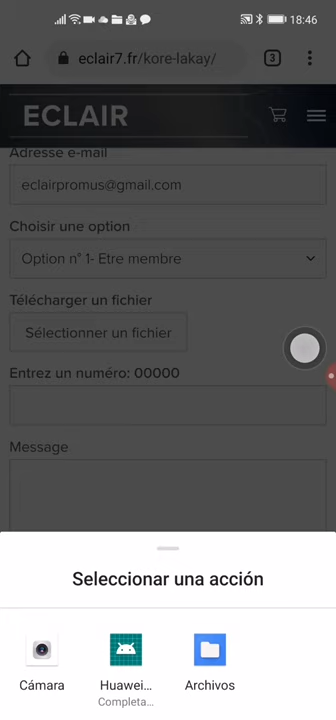 18:46
eclair7.fr/kore-lakay/
3
ECLAIR
Adresse e-mail
eclairpromus@gmail.com
Choisir une option
Option n° 1- Etre membre
Télécharger un fichier
Sélectionner un fichier
Entrez un numéro: 00000
Message
Seleccionar una acción
Cámara
Huawei...
Archivos
Completa...